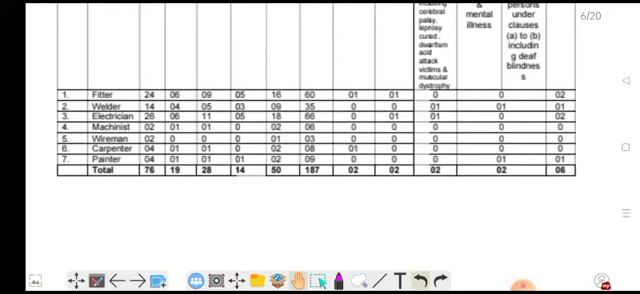 including
cerebral
palsy,
leprosy
cured,
dwarfism
acid
attack
victims &
muscular
dystrophy
&
mental
illness
persons
under
clauses
(a) to (b)
includin
g deaf
blindnes
s
6/20
1. Fitter 24 06 09 05 16 60 01 01 0 0 02
2. Welder 14 04 05 03 09 35 0 0 01 01 01
3. Electrician 26 06 11 05 18 66 0 01 01 0 02
4. Machinist 02 01 01 0 02 06 0 0 0 0 0
5. Wireman 02 0 0 0 01 03 0 0 0 0 0
6. Carpenter 04 01 01 0 02 08 01 0 0 0 0
7. Painter 04 01 01 01 02 09 0 0 0 01 01
Total 76 19 28 14 50 187 02 02 02 02 06
T